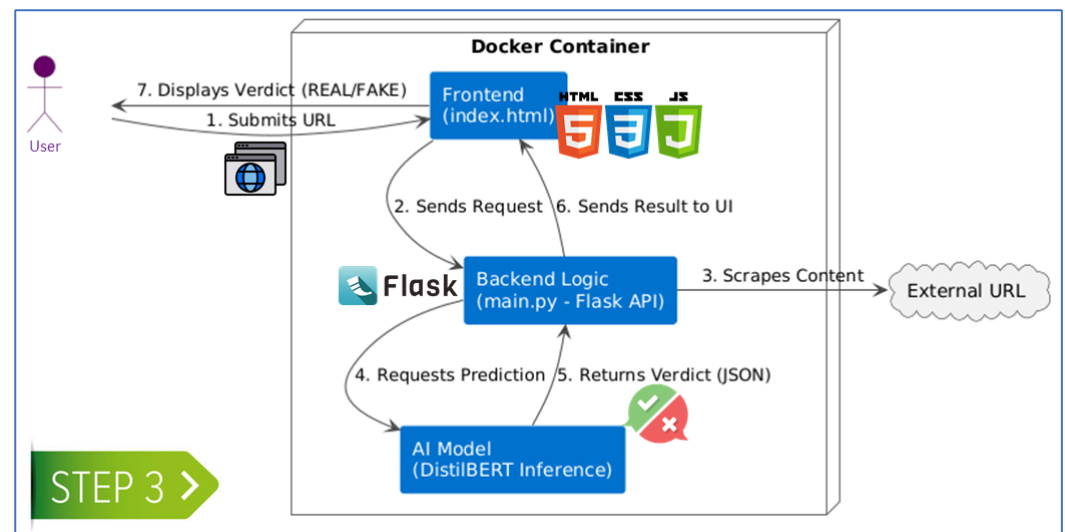 Docker Container
7. Displays Verdict (REAL/FAKE)
1. Submits URL
User
Frontend
(index.html)
HTML
5
CSS
3
JS
2. Sends Request
6. Sends Result to UI
Flask
Backend Logic
(main.py - Flask API)
3. Scrapes Content
External URL
4. Requests Prediction
5. Returns Verdict (JSON)
AI Model
(DistilBERT Inference)
STEP 3